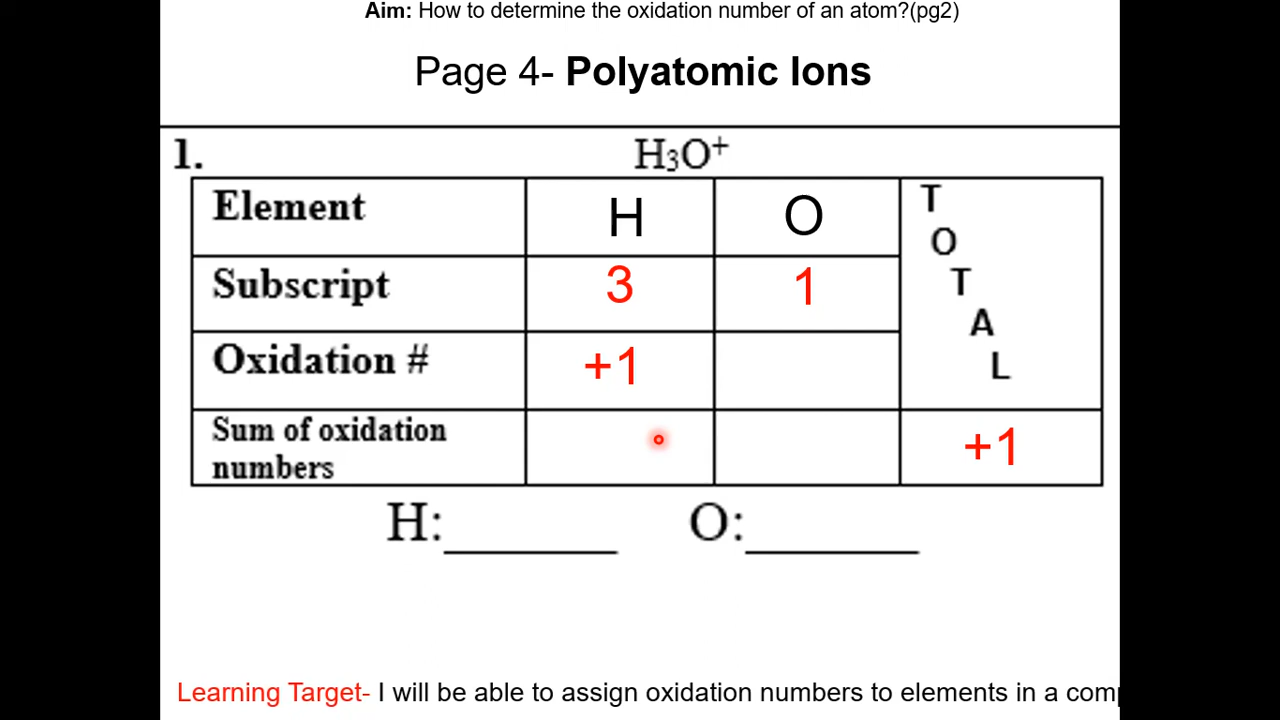 Aim: How to determine the oxidation number of an atom?(pg2)
Page 4- Polyatomic Ions
1. H₃O⁺
Element H O T O T A L
Subscript 3 1
Oxidation # +1
Sum of oxidation numbers +1
H:________ O:________
Learning Target- I will be able to assign oxidation numbers to elements in a com